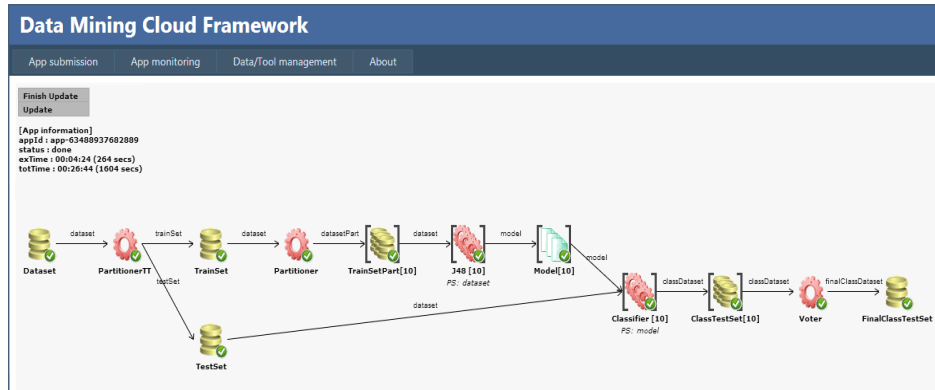 Data Mining Cloud Framework
App submission App monitoring Data/Tool management About
Finish Update
Update
[App information]
appId : app-63488937682889
status : done
exTime : 00:04:24 (264 secs)
totTime : 00:26:44 (1604 secs)
dataset trainSet dataset datasetPart dataset model
Dataset PartitionerTT TrainSet Partitioner TrainSetPart[10] J48 [10] Model[10]
PS: dataset
model
testSet
dataset
classDataset classDataset finalClassDataset
Classifier [10] ClassTestSet[10] Voter FinalClassTestSet
PS: model
TestSet